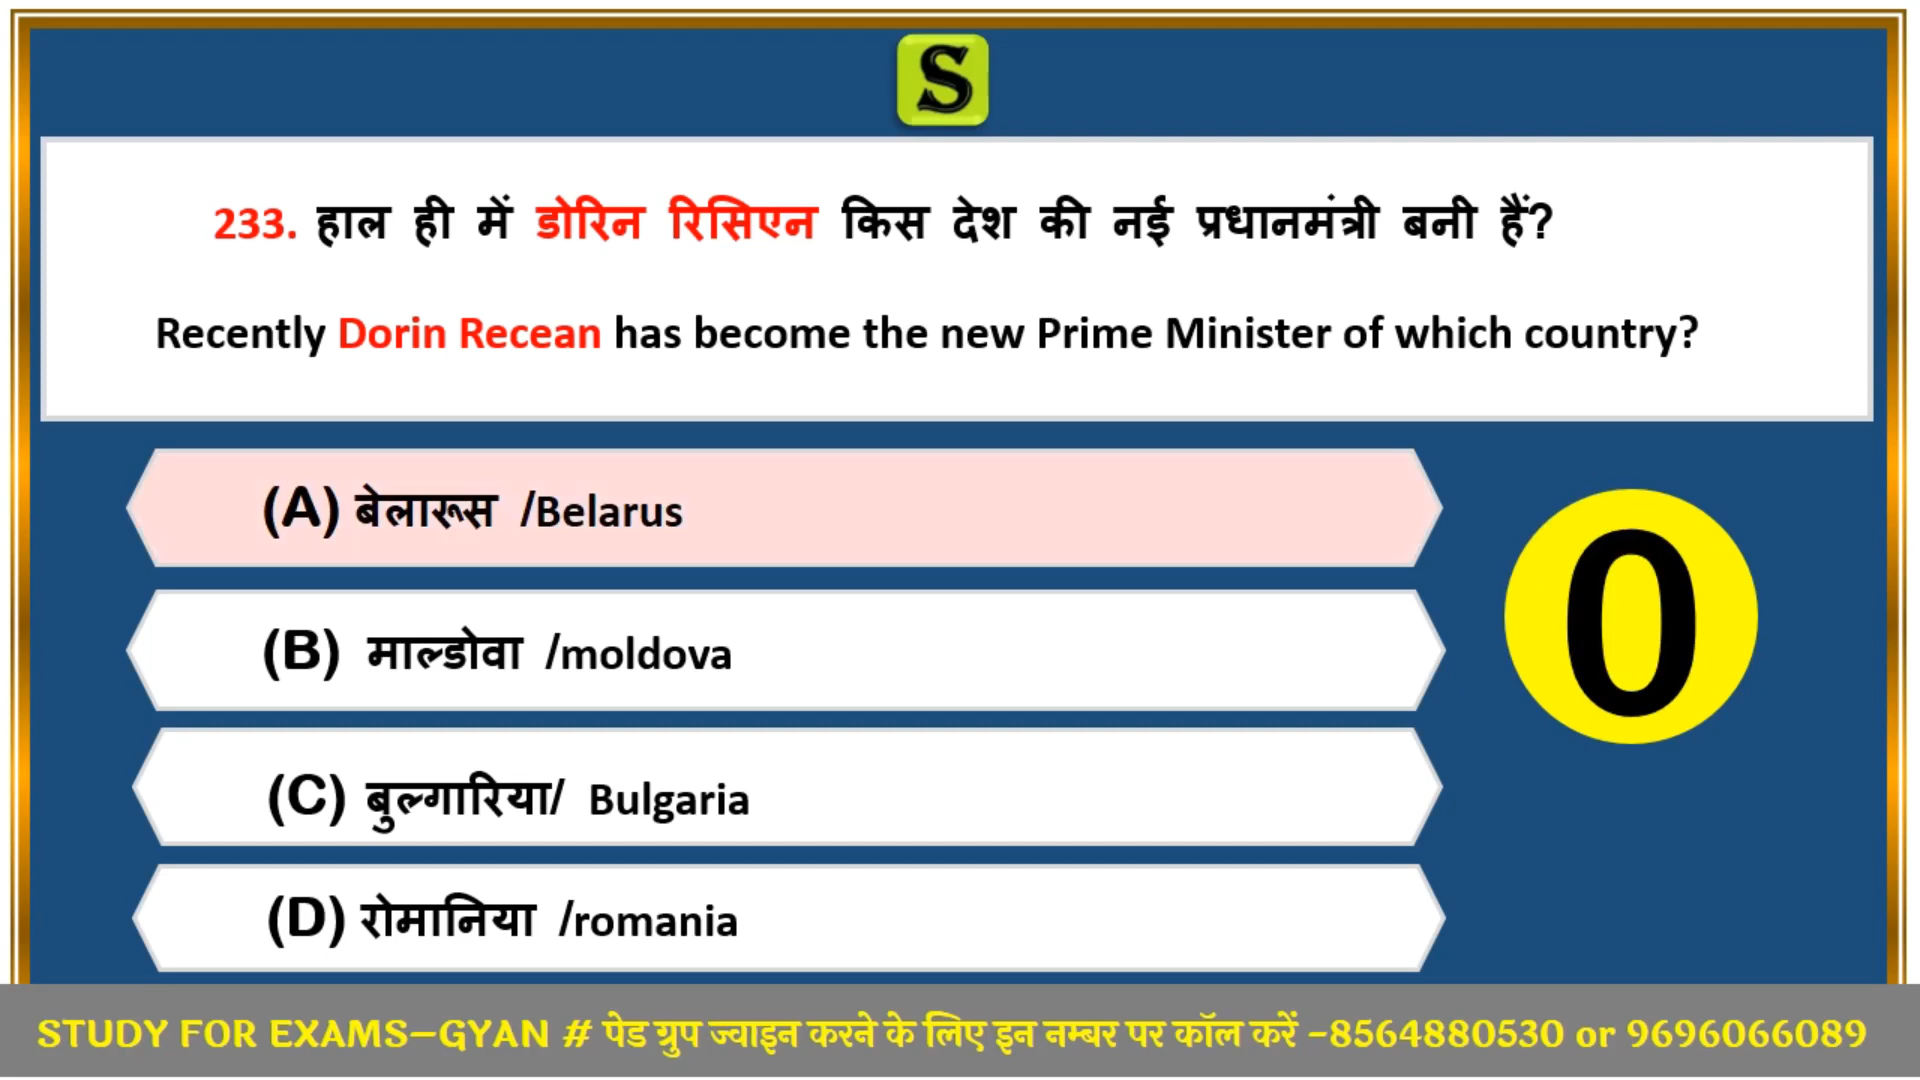 S
233. हाल ही में डोरिन रिसिएन किस देश की नई प्रधानमंत्री बनी हैं?
Recently Dorin Recean has become the new Prime Minister of which country?
(A) बेलारूस /Belarus
(B) माल्डोवा /moldova
0
(C) बुल्गारिया/ Bulgaria
(D) रोमानिया /romania
STUDY FOR EXAMS–GYAN # पेड ग्रुप ज्वाइन करने के लिए इन नम्बर पर कॉल करें -8564880530 or 9696066089